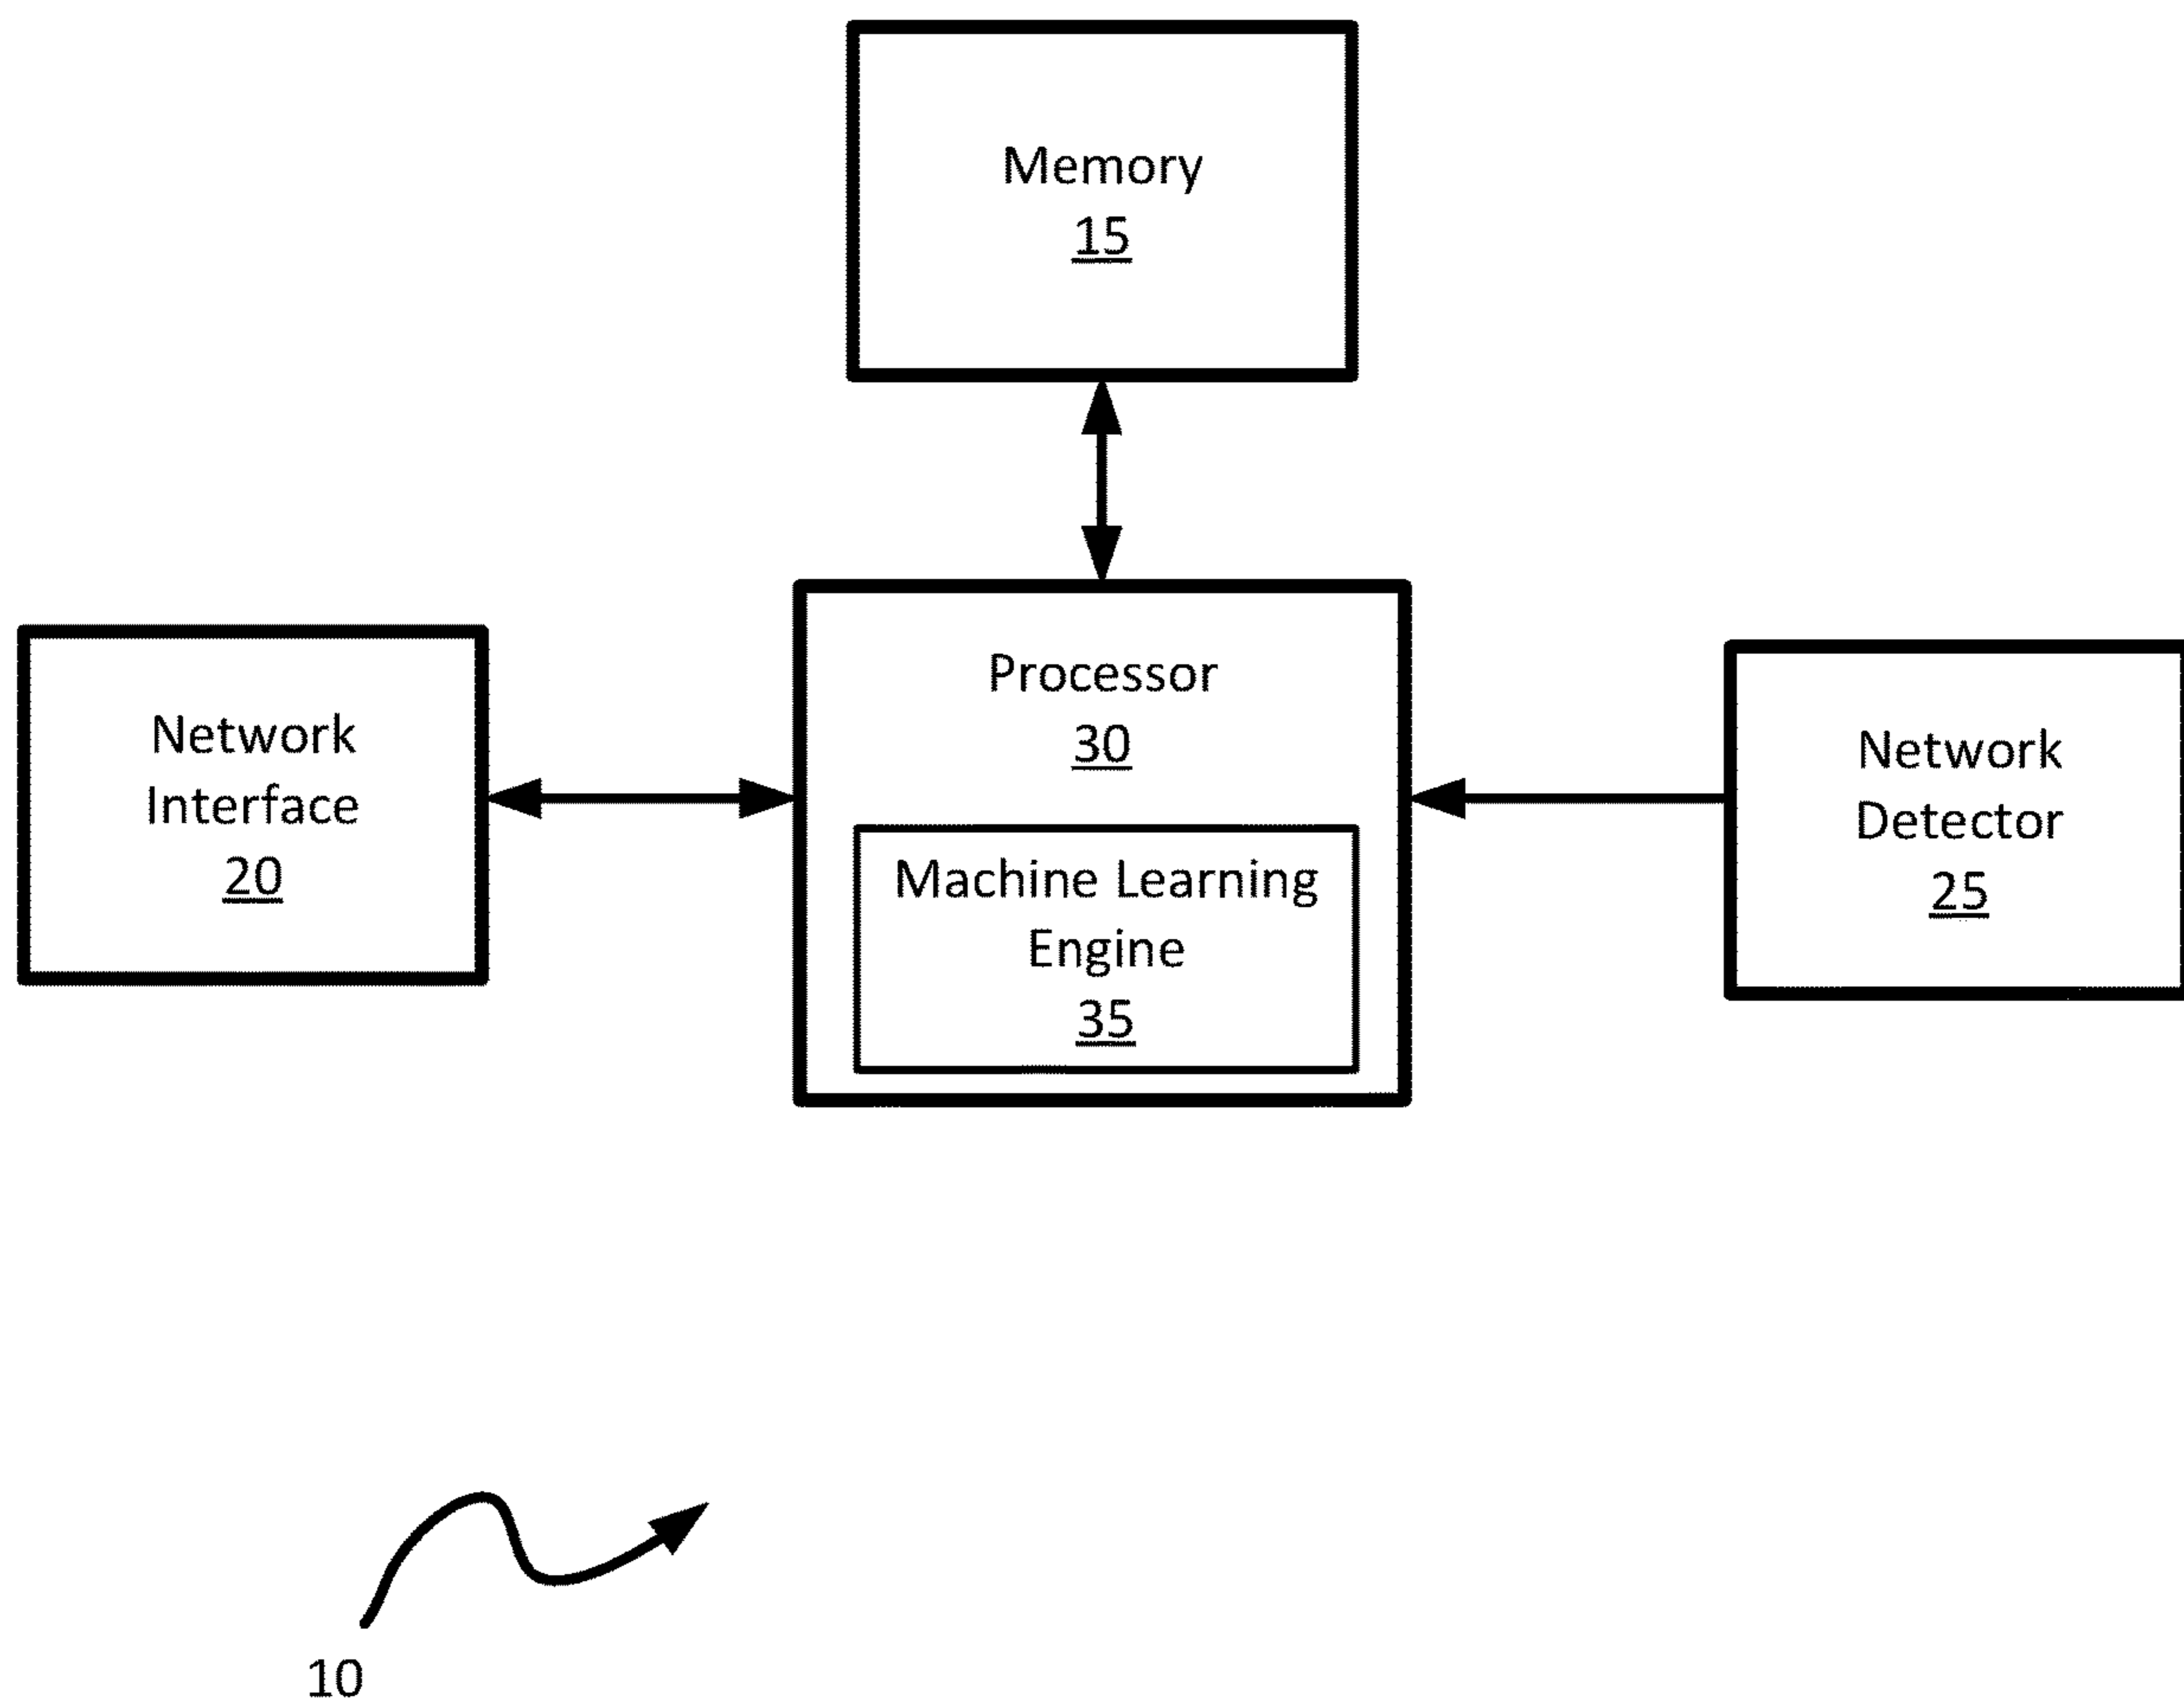 Memory
15
Processor
30
Network
Interface
20
Machine Learning
Engine
35
Network
Detector
25
10